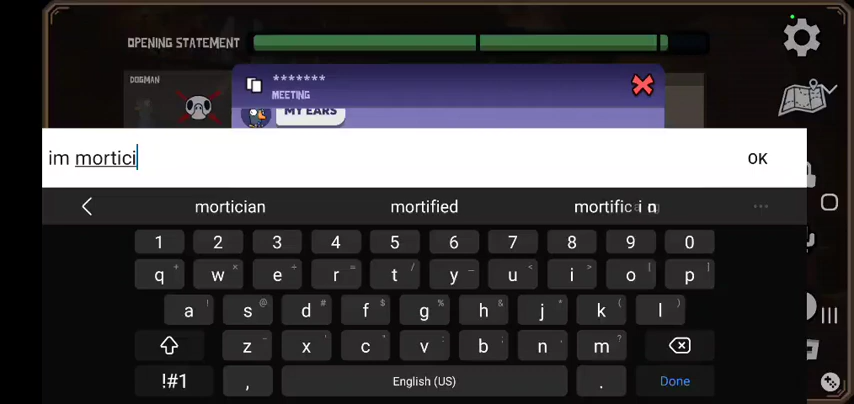 OPENING STATEMENT
DOGMAN
*******
MEETING
MY EARS
im mortici
OK
mortician mortified
1 2 3 4 5 6 7 8 9 0
q + w × e ÷ r = t / y _ u < i > o [ p ]
a ! s @ d # f $ g % h & j * k ( l )
z - x ' c " v : b ; n , m ?
!#1 , English (US) . Done